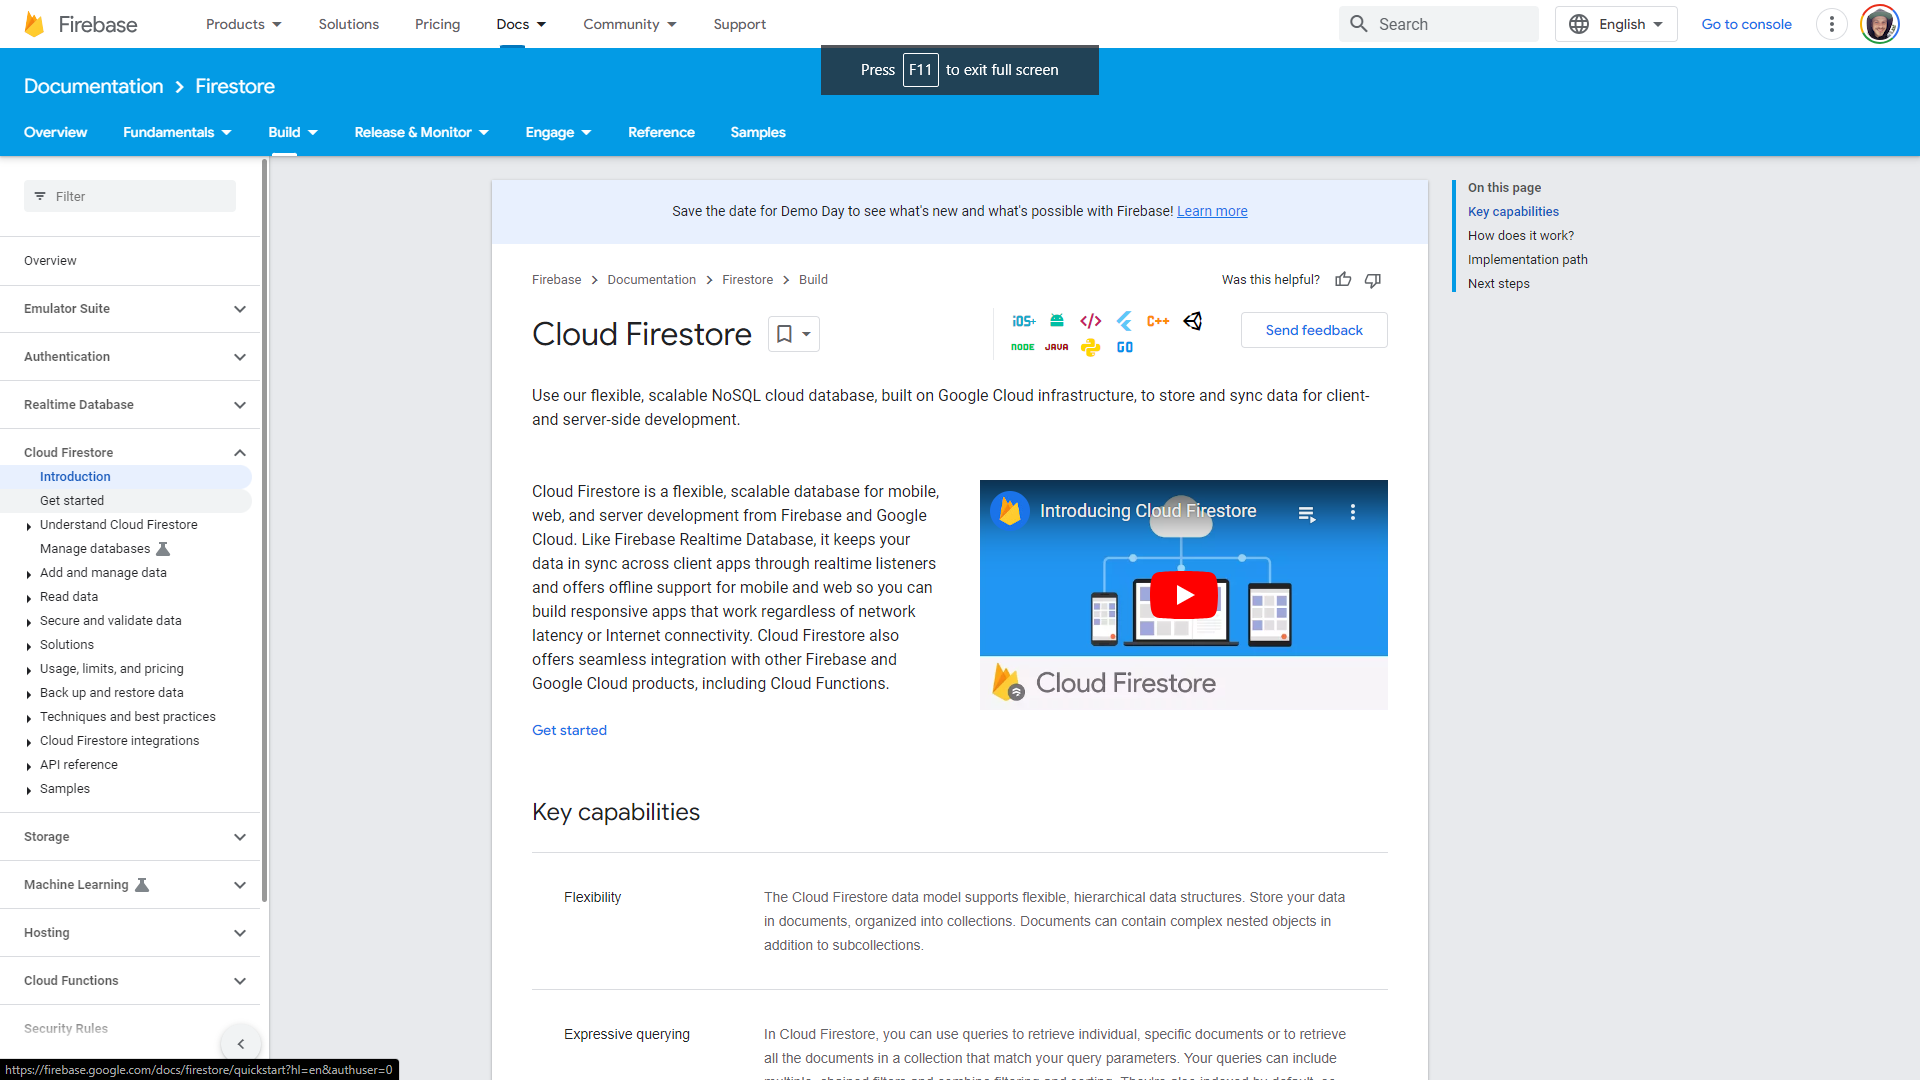 Firebase
Products
Solutions
Pricing
Docs
Community
Support
Search
English
Go to console
Press F11 to exit full screen
Documentation
Firestore
Overview
Fundamentals
Build
Release & Monitor
Engage
Reference
Samples
Filter
Overview
Emulator Suite
Authentication
Realtime Database
Cloud Firestore
Introduction
Get started
Understand Cloud Firestore
Manage databases
Add and manage data
Read data
Secure and validate data
Solutions
Usage, limits, and pricing
Back up and restore data
Techniques and best practices
Cloud Firestore integrations
API reference
Samples
Storage
Machine Learning
Hosting
Cloud Functions
Security Rules
https://firebase.google.com/docs/firestore/quickstart?hl=en&authuser=0
Save the date for Demo Day to see what's new and what's possible with Firebase! Learn more
Firebase
Documentation
Firestore
Build
Was this helpful?
Cloud Firestore
iOS+
C++
NODE
JAVA
GO
Send feedback
Use our flexible, scalable NoSQL cloud database, built on Google Cloud infrastructure, to store and sync data for client-
and server-side development.
Cloud Firestore is a flexible, scalable database for mobile,
web, and server development from Firebase and Google
Cloud. Like Firebase Realtime Database, it keeps your
data in sync across client apps through realtime listeners
and offers offline support for mobile and web so you can
build responsive apps that work regardless of network
latency or Internet connectivity. Cloud Firestore also
offers seamless integration with other Firebase and
Google Cloud products, including Cloud Functions.
Introducing Cloud Firestore
Cloud Firestore
Get started
Key capabilities
Flexibility
The Cloud Firestore data model supports flexible, hierarchical data structures. Store your data
in documents, organized into collections. Documents can contain complex nested objects in
addition to subcollections.
Expressive querying
In Cloud Firestore, you can use queries to retrieve individual, specific documents or to retrieve
all the documents in a collection that match your query parameters. Your queries can include
multiple, chained filters and combine filtering and sorting. They're also indexed by default, so
On this page
Key capabilities
How does it work?
Implementation path
Next steps